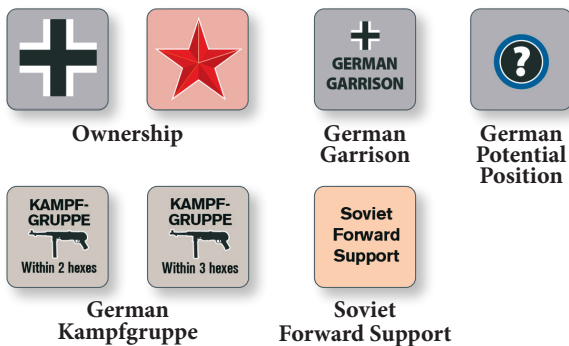 GERMAN
GARRISON
?
Ownership
German
Garrison
German
Potential
Position
KAMPF-
GRUPPE
Within 2 hexes
KAMPF-
GRUPPE
Within 3 hexes
Soviet
Forward
Support
German
Kampfgruppe
Soviet
Forward Support